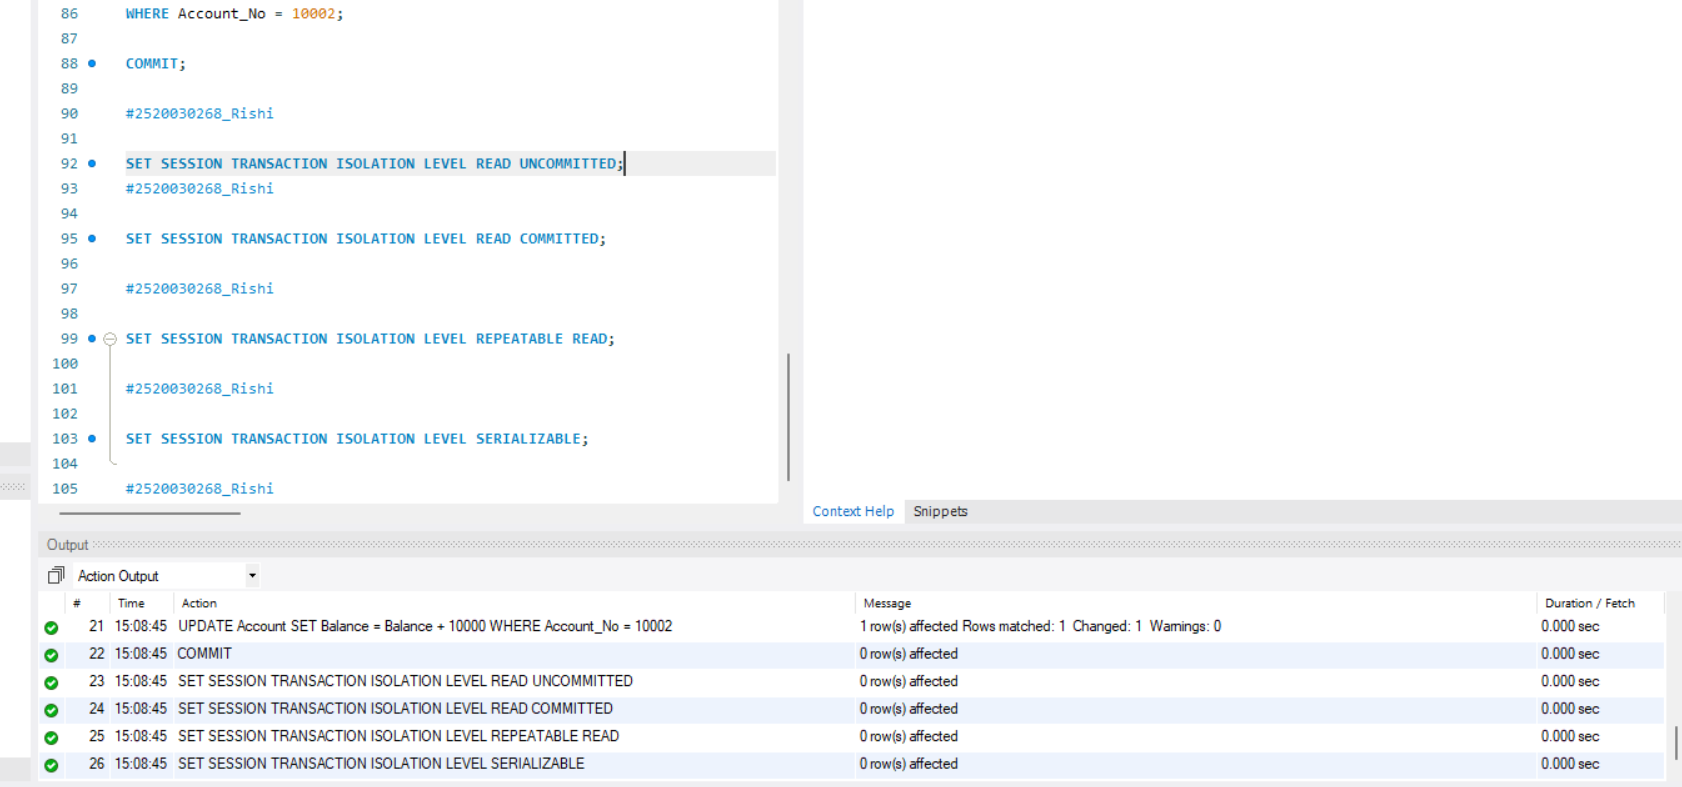 86 WHERE Account_No = 10002;
87
88 COMMIT;
89
90 #2520030268_Rishi
91
92 SET SESSION TRANSACTION ISOLATION LEVEL READ UNCOMMITTED;
93 #2520030268_Rishi
94
95 SET SESSION TRANSACTION ISOLATION LEVEL READ COMMITTED;
96
97 #2520030268_Rishi
98
99 SET SESSION TRANSACTION ISOLATION LEVEL REPEATABLE READ;
100
101 #2520030268_Rishi
102
103 SET SESSION TRANSACTION ISOLATION LEVEL SERIALIZABLE;
104
105 #2520030268_Rishi
Context Help Snippets
Output
Action Output
# Time Action Message Duration / Fetch
21 15:08:45 UPDATE Account SET Balance = Balance + 10000 WHERE Account_No = 10002 1 row(s) affected Rows matched: 1 Changed: 1 Warnings: 0 0.000 sec
22 15:08:45 COMMIT 0 row(s) affected 0.000 sec
23 15:08:45 SET SESSION TRANSACTION ISOLATION LEVEL READ UNCOMMITTED 0 row(s) affected 0.000 sec
24 15:08:45 SET SESSION TRANSACTION ISOLATION LEVEL READ COMMITTED 0 row(s) affected 0.000 sec
25 15:08:45 SET SESSION TRANSACTION ISOLATION LEVEL REPEATABLE READ 0 row(s) affected 0.000 sec
26 15:08:45 SET SESSION TRANSACTION ISOLATION LEVEL SERIALIZABLE 0 row(s) affected 0.000 sec